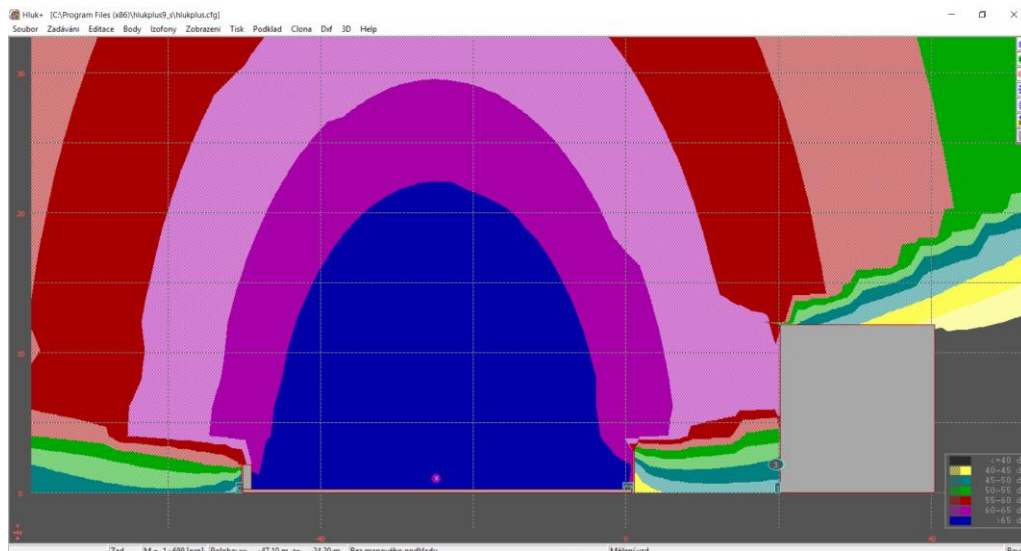 Hluk+ [C:\Program Files (x86)\hlukplus9_s\hlukplus.cfg]
Soubor Zadávání Editace Body Izofony Zobrazení Tisk Podklad Clona Dxf 3D Help
30
20
10
0
-40
0
40
3
<=40 d
40-45 d
45-50 d
50-55 d
55-60 d
60-65 d
>65 d